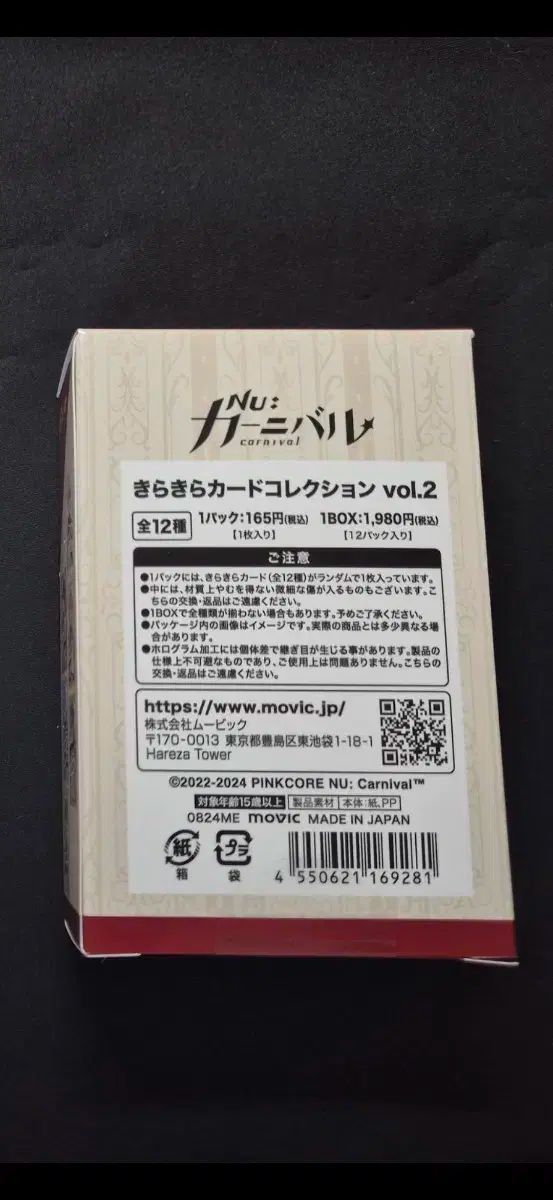 NU:
カーニバル
carnival
きらきらカードコレクション vol.2
全12種 1パック:165円(税込) 1BOX:1,980円(税込)
【1枚入り】 【12パック入り】
ご注意
●1パックには、きらきらカード(全12種)がランダムで1枚入っています。
●中には、材質上やむを得ない微細な傷が入るものもございます。こ
ちらの交換・返品はご遠慮ください。
●1BOXで全種類が揃わない場合もあります。予めご了承ください。
●パッケージ内の画像はイメージです。実際の商品とは多少異なる場
合があります。
●ホログラム加工には個体差で継ぎ目が生じる事があります。製品の
仕様上不可避なものであり、ご使用上は問題ありません。こちらの
交換・返品はご遠慮ください。
https://www.movic.jp/
株式会社ムービック
〒170-0013 東京都豊島区東池袋1-18-1
Hareza Tower
©2022-2024 PINKCORE NU: Carnival™
対象年齢15歳以上 製品素材 本体:紙、PP
0824ME movic MADE IN JAPAN
紙 プラ
箱 袋
4 550621 169281